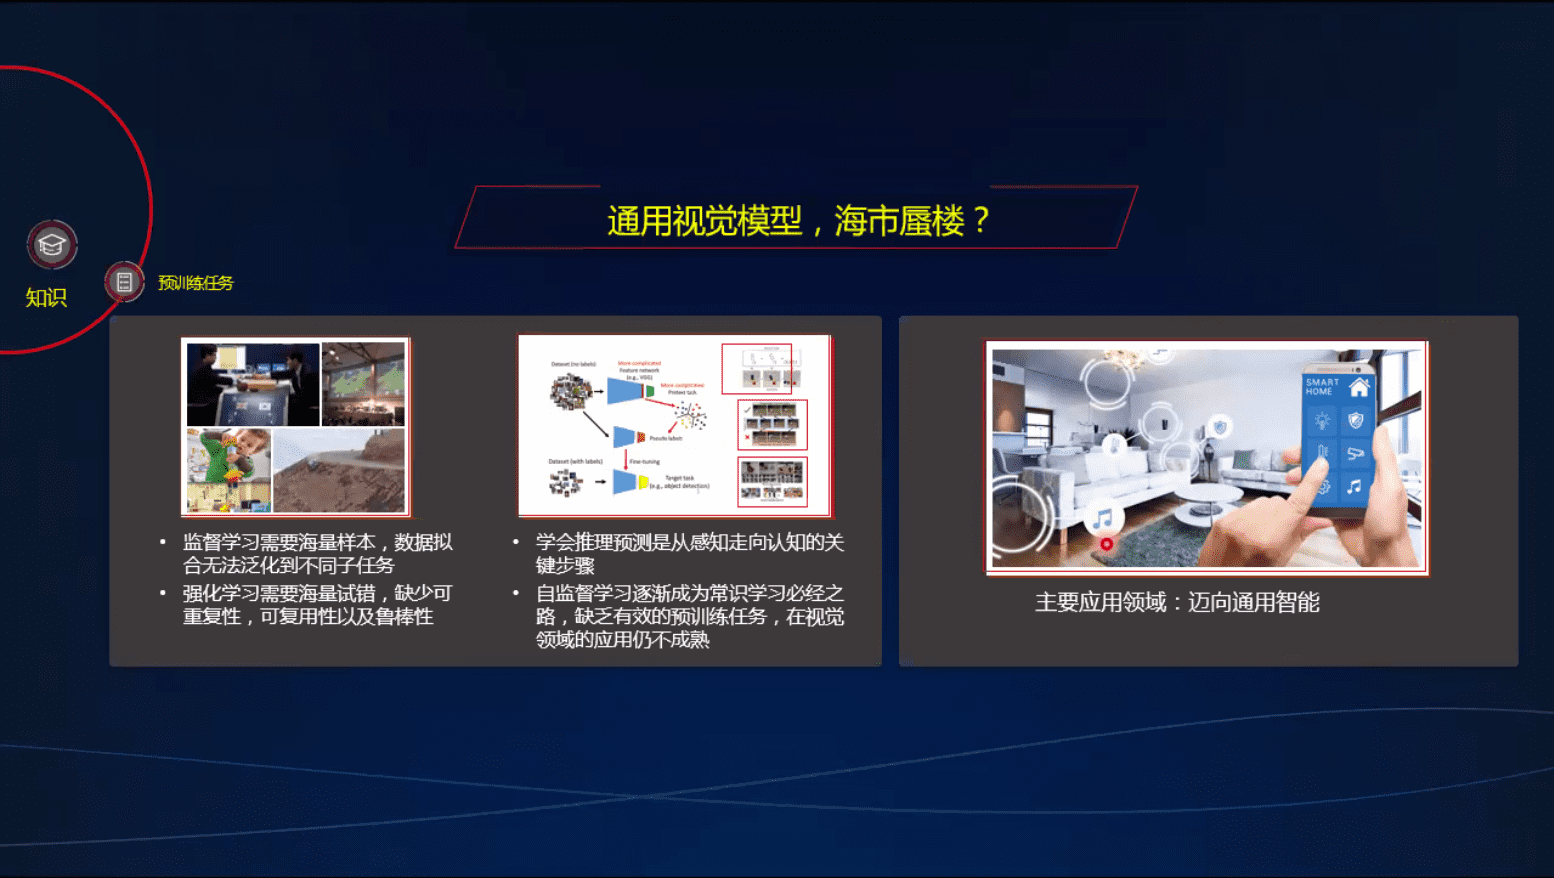 通用视觉模型，海市蜃楼？
知识
预训练任务
Dataset (no labels)
More complicated
Feature network
(e.g., VGG)
More complicated
Pretext task
Pseudo labels
Dataset (with labels)
Fine-tuning
Target task
(e.g., object detection)
SMART
HOME
监督学习需要海量样本，数据拟
合无法泛化到不同子任务
强化学习需要海量试错，缺少可
重复性，可复用性以及鲁棒性
学会推理预测是从感知走向认知的关
键步骤
自监督学习逐渐成为常识学习必经之
路，缺乏有效的预训练任务，在视觉
领域的应用仍不成熟
主要应用领域：迈向通用智能